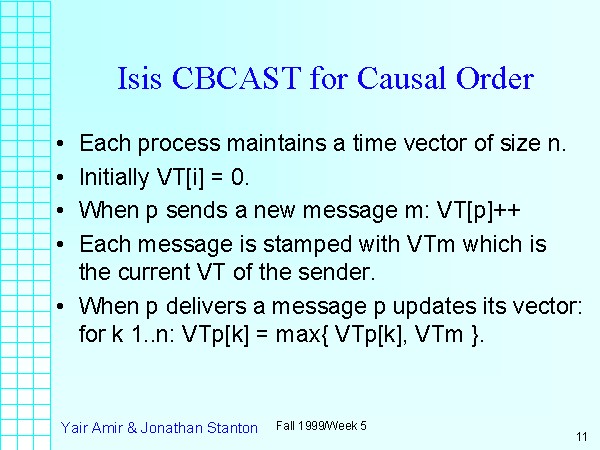 Isis CBCAST for Causal Order
• Each process maintains a time vector of size n.
• Initially VT[i] = 0.
• When p sends a new message m: VT[p]++
• Each message is stamped with VTm which is
the current VT of the sender.
• When p delivers a message p updates its vector:
for k 1. . n: VTp[k] = max{ VTp[k], VTm }.
Yair Amir & Jonathan Stanton Fall 1999/Week 5
11